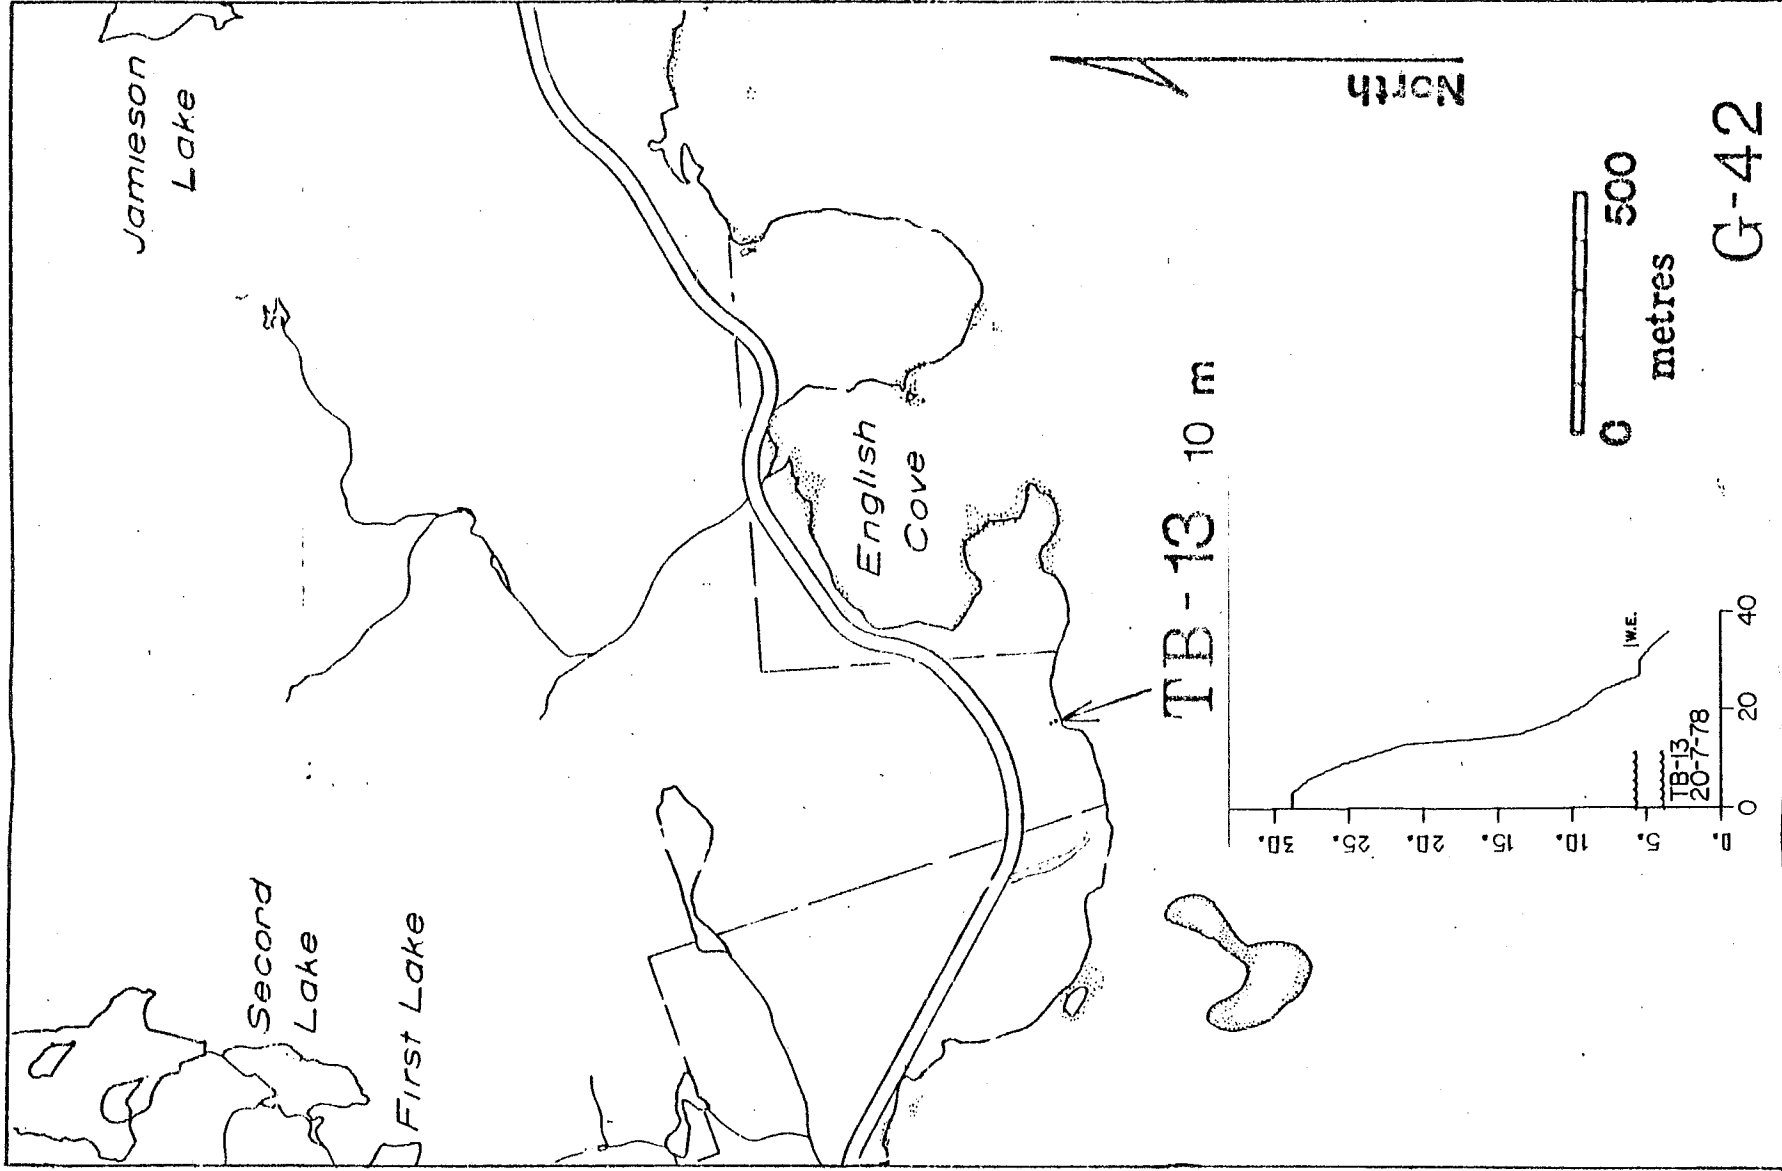 Jamieson
Lake
North
Second
Lake
First Lake
English
Cove
TB-13 10 m
0 500
metres
G-42
30.
25.
20.
15.
10.
5.
0.
W.E.
TB-13
20-7-78
0 20 40